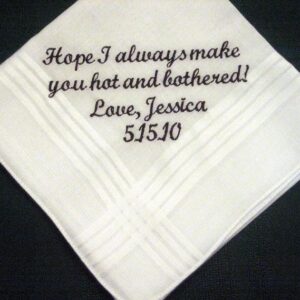 Hope I always make
you hot and bothered!
Love, Jessica
5.15.10